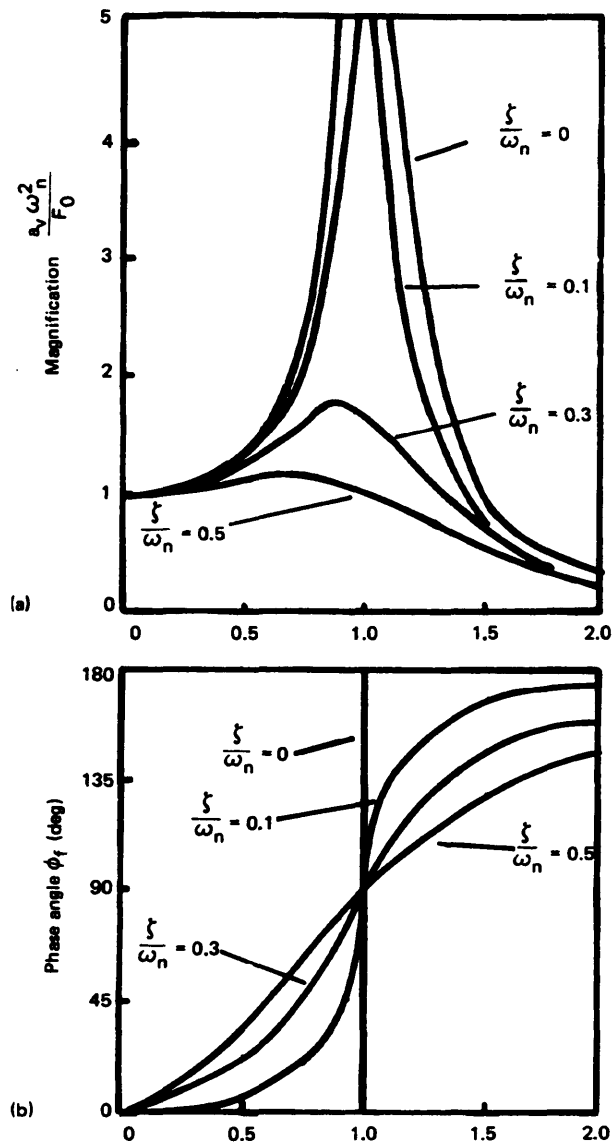 5
4
3
2
1
0
Magnification a_v ω²_n / F_0
ζ/ω_n = 0
ζ/ω_n = 0.1
ζ/ω_n = 0.3
ζ/ω_n = 0.5
(a)
0 0.5 1.0 1.5 2.0
180
135
90
45
0
Phase angle ϕ_f (deg)
ζ/ω_n = 0
ζ/ω_n = 0.1
ζ/ω_n = 0.5
ζ/ω_n = 0.3
(b)
0 0.5 1.0 1.5 2.0